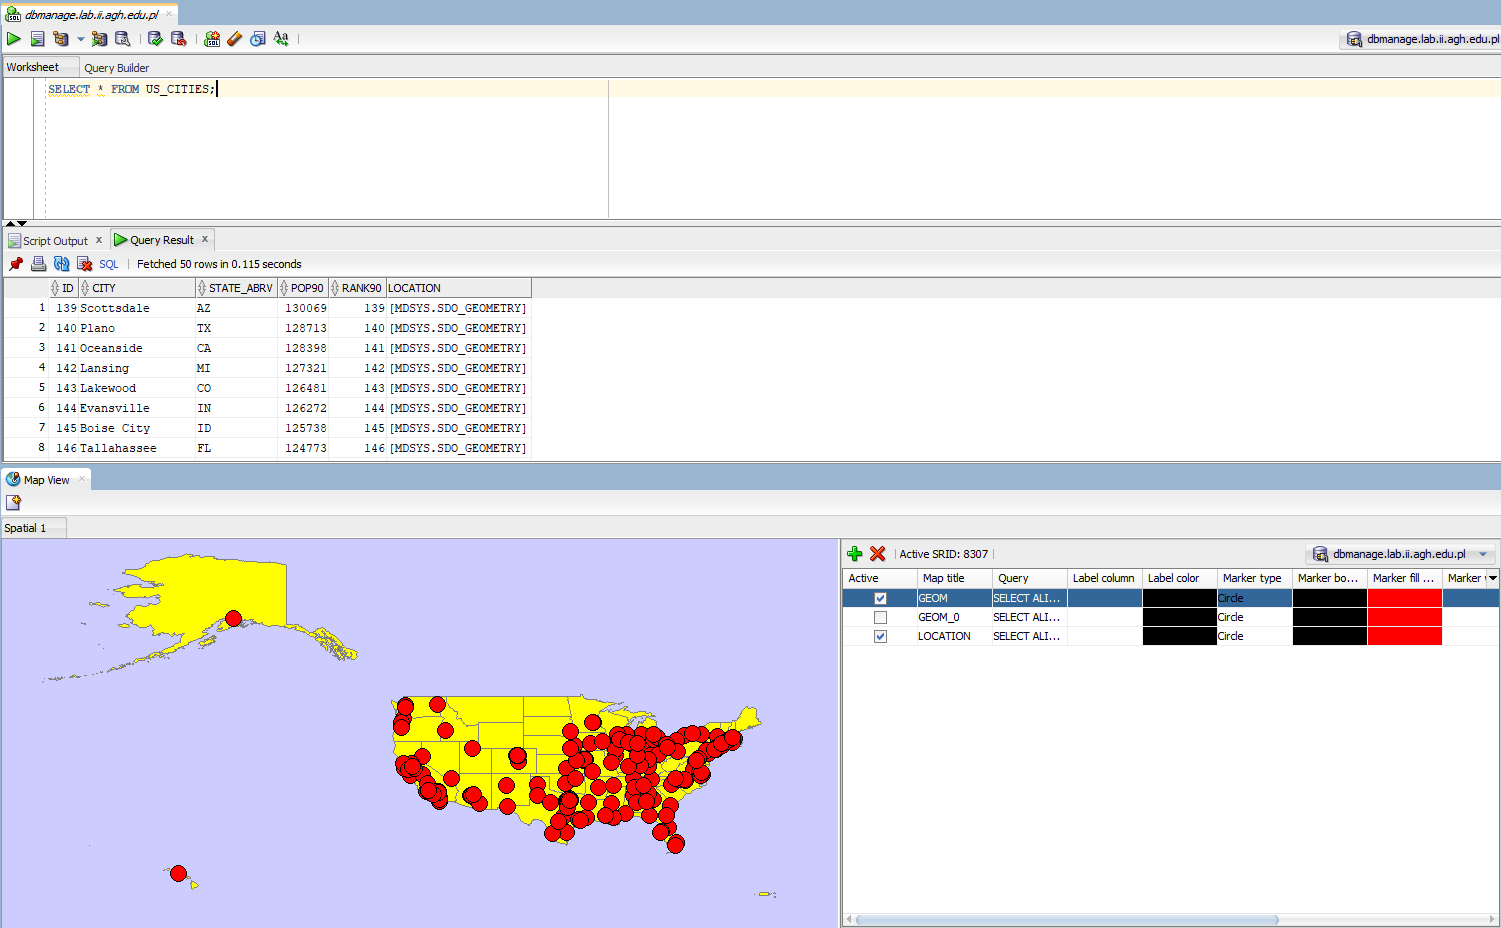 dbmanage.lab.ii.agh.edu.pl
SQL
dbmanage.lab.ii.agh.edu.pl
Worksheet Query Builder
SELECT * FROM US_CITIES;
Script Output x Query Result x
SQL Fetched 50 rows in 0.115 seconds
ID CITY STATE_ABRV POP90 RANK90 LOCATION
1 139 Scottsdale AZ 130069 139 [MDSYS.SDO_GEOMETRY]
2 140 Plano TX 128713 140 [MDSYS.SDO_GEOMETRY]
3 141 Oceanside CA 128398 141 [MDSYS.SDO_GEOMETRY]
4 142 Lansing MI 127321 142 [MDSYS.SDO_GEOMETRY]
5 143 Lakewood CO 126481 143 [MDSYS.SDO_GEOMETRY]
6 144 Evansville IN 126272 144 [MDSYS.SDO_GEOMETRY]
7 145 Boise City ID 125738 145 [MDSYS.SDO_GEOMETRY]
8 146 Tallahassee FL 124773 146 [MDSYS.SDO_GEOMETRY]
Map View
Spatial 1
Active SRID: 8307 dbmanage.lab.ii.agh.edu.pl
Active Map title Query Label column Label color Marker type Marker bo... Marker fill ... Marker
GEOM SELECT ALI... Circle
GEOM_0 SELECT ALI... Circle
LOCATION SELECT ALI... Circle